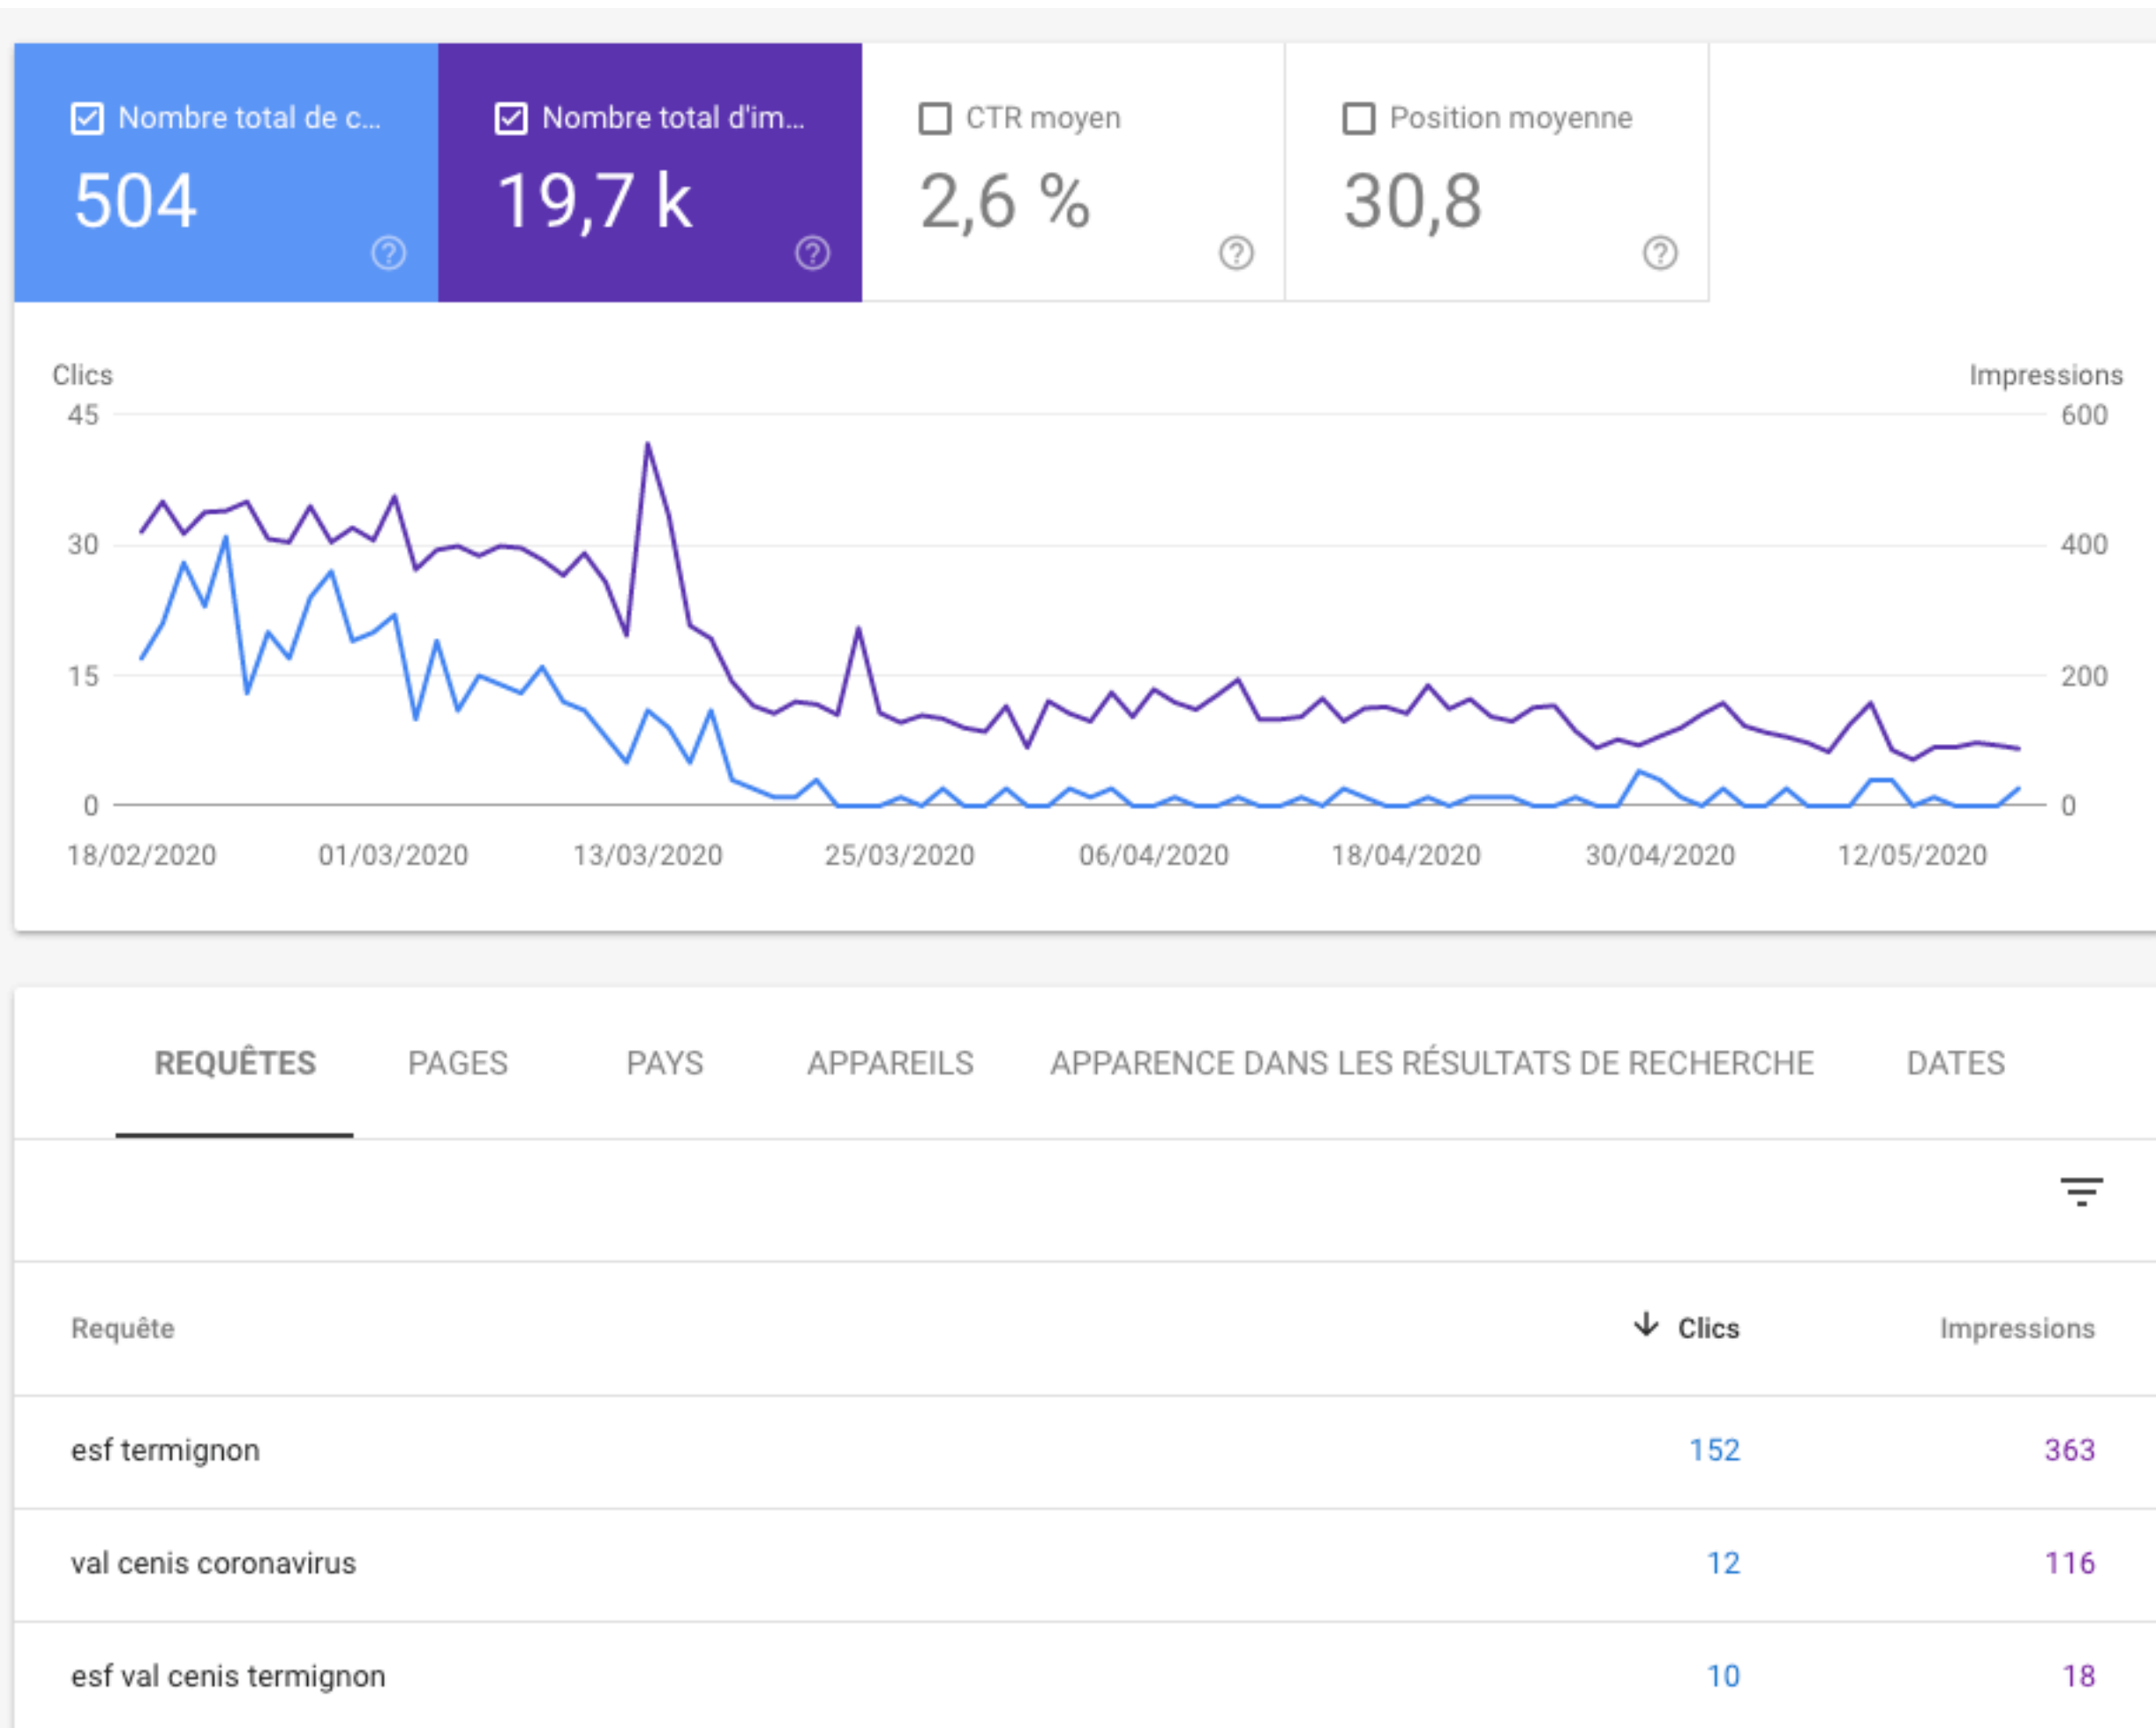 Nombre total de c...
Nombre total d'im...
CTR moyen
Position moyenne
504
19,7 k
2,6 %
30,8
Clics
Impressions
45
600
30
400
15
200
0
0
18/02/2020
01/03/2020
13/03/2020
25/03/2020
06/04/2020
18/04/2020
30/04/2020
12/05/2020
REQUÊTES
PAGES
PAYS
APPAREILS
APPARENCE DANS LES RÉSULTATS DE RECHERCHE
DATES
Requête
Clics
Impressions
esf termignon
152
363
val cenis coronavirus
12
116
esf val cenis termignon
10
18